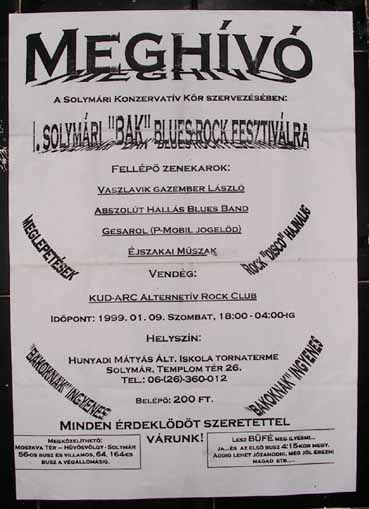 MEGHÍVÓ
A SOLYMÁRI KONZERVATÍV KÖR SZERVEZÉSÉBEN:
I. SOLYMÁRI "BAK" BLUES-ROCK FESZTIVÁLRA
FELLÉPŐ ZENEKAROK:
VASZLAVIK GAZEMBER LÁSZLÓ
ABSZOLÚT HALLÁS BLUES BAND
GESAROL (P-MOBIL JOGELŐD)
ÉJSZAKAI MŰSZAK
MEGLEPETÉSEK
ROCK "DISCO" HAJNALIG
VENDÉG:
KUD-ARC ALTERNETÍV ROCK CLUB
IDŐPONT: 1999. 01. 09. SZOMBAT, 18:00 - 04:00-IG
HELYSZÍN:
HUNYADI MÁTYÁS ÁLT. ISKOLA TORNATERME
SOLYMÁR, TEMPLOM TÉR 26.
TEL.: 06-(26)-360-012
"BAKOKNAK" INGYENES
"BAKOKNAK" INGYENES
BELÉPŐ: 200 FT.
MINDEN ÉRDEKLŐDŐT SZERETETTEL
VÁRUNK!
MEGKÖZELÍTHETŐ:
MOSZKVA TÉR – HŰVÖSVÖLGY - SOLYMÁR
56-OS BUSZ ÉS VILLAMOS, 64, 164-ES
BUSZ A VÉGÁLLOMÁSIG.
LESZ BÜFÉ MEG ILYESMI...
JA...ÉS AZ ELSŐ BUSZ 4:15-KOR MEGY.
ADDIG LEHET JÓZANODNI, MEG JÓL ÉREZNI
MAGAD STB....